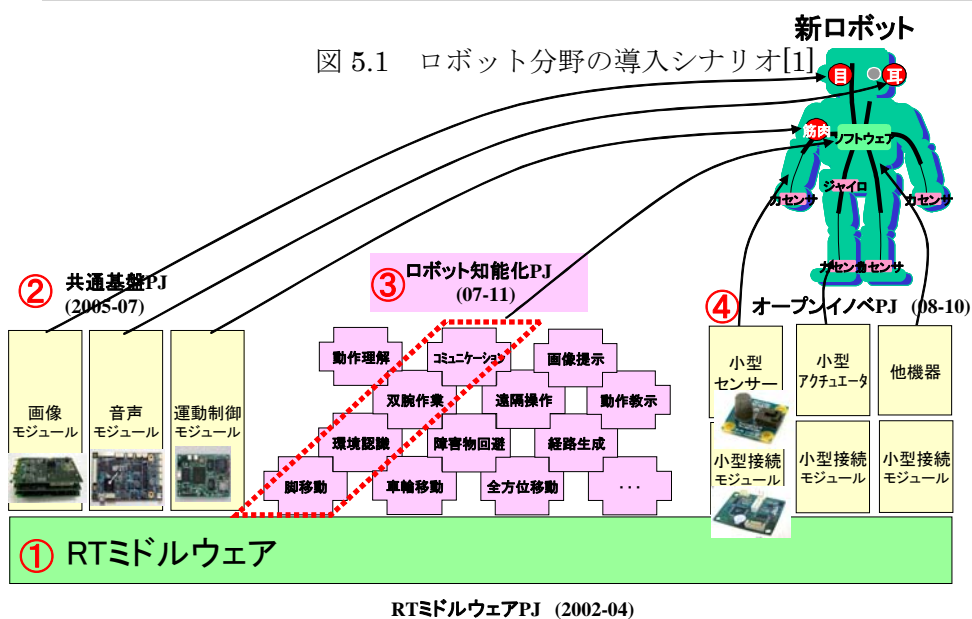 新ロボット
図 5.1 ロボット分野の導入シナリオ[1]
目
耳
筋肉
ソフトウェア
ジャイロ
力センサ
力センサ
力センサ
力センサ
② 共通基盤PJ
(2005-07)
③ ロボット知能化PJ
(07-11)
④ オープンイノベPJ (08-10)
画像
モジュール
音声
モジュール
運動制御
モジュール
動作理解
コミュニケーション
画像提示
双腕作業
遠隔操作
動作教示
環境認識
障害物回避
経路生成
脚移動
車輪移動
全方位移動
・・・
小型
センサー
小型
アクチュエータ
他機器
小型接続
モジュール
小型接続
モジュール
小型接続
モジュール
① RTミドルウェア
RTミドルウェアPJ (2002-04)